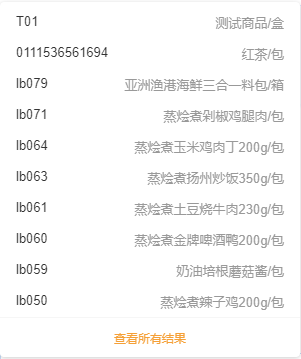 T01 测试商品/盒
0111536561694 红茶/包
lb079 亚洲渔港海鲜三合一料包/箱
lb071 蒸烩煮剁椒鸡腿肉/包
lb064 蒸烩煮玉米鸡肉丁200g/包
lb063 蒸烩煮扬州炒饭350g/包
lb061 蒸烩煮土豆烧牛肉230g/包
lb060 蒸烩煮金牌啤酒鸭200g/包
lb059 奶油培根蘑菇酱/包
lb050 蒸烩煮辣子鸡200g/包
查看所有结果